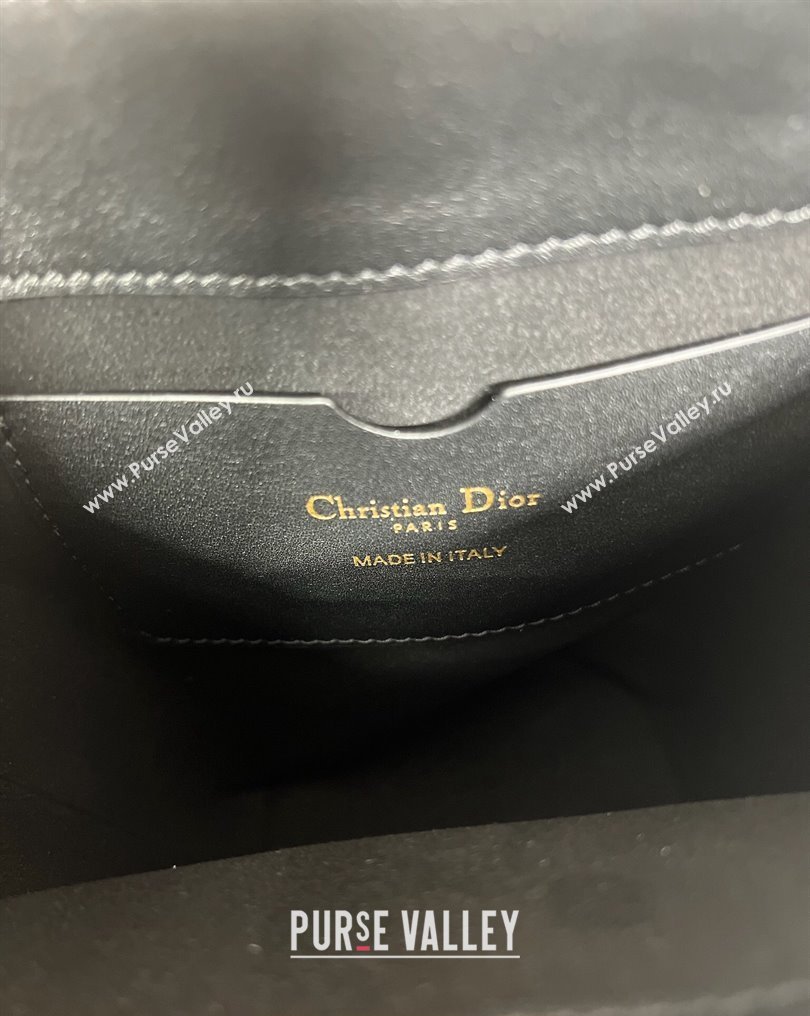 www.PurseValley.ru
www.PurseValley.ru
Christian Dior
PARIS
MADE IN ITALY
PURSE VALLEY